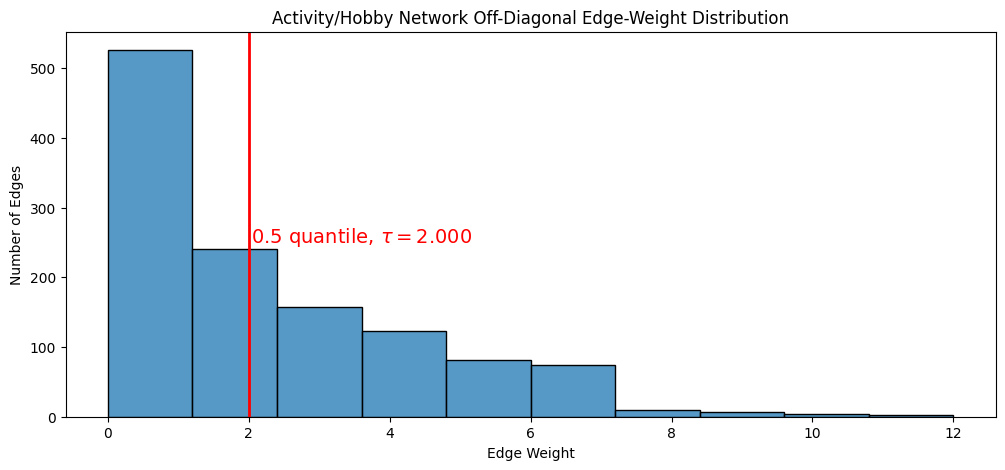 Activity/Hobby Network Off-Diagonal Edge-Weight Distribution
500
400
300
200
100
0
Number of Edges
0.5 quantile, τ = 2.000
0 2 4 6 8 10 12
Edge Weight